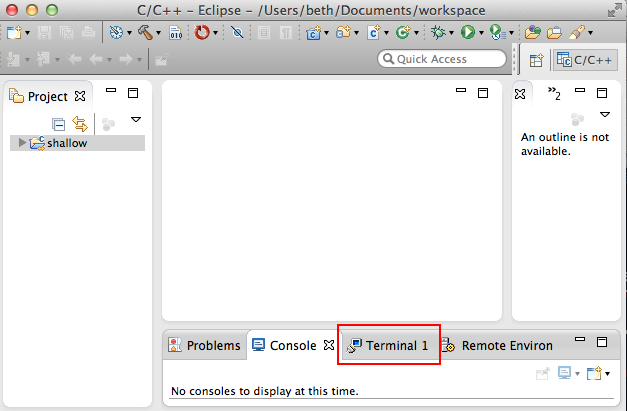 C/C++ - Eclipse - /Users/beth/Documents/workspace
010
Quick Access
C/C++
Project
»2
shallow
An outline is not
available.
Problems
Console
Terminal 1
Remote Environ
No consoles to display at this time.